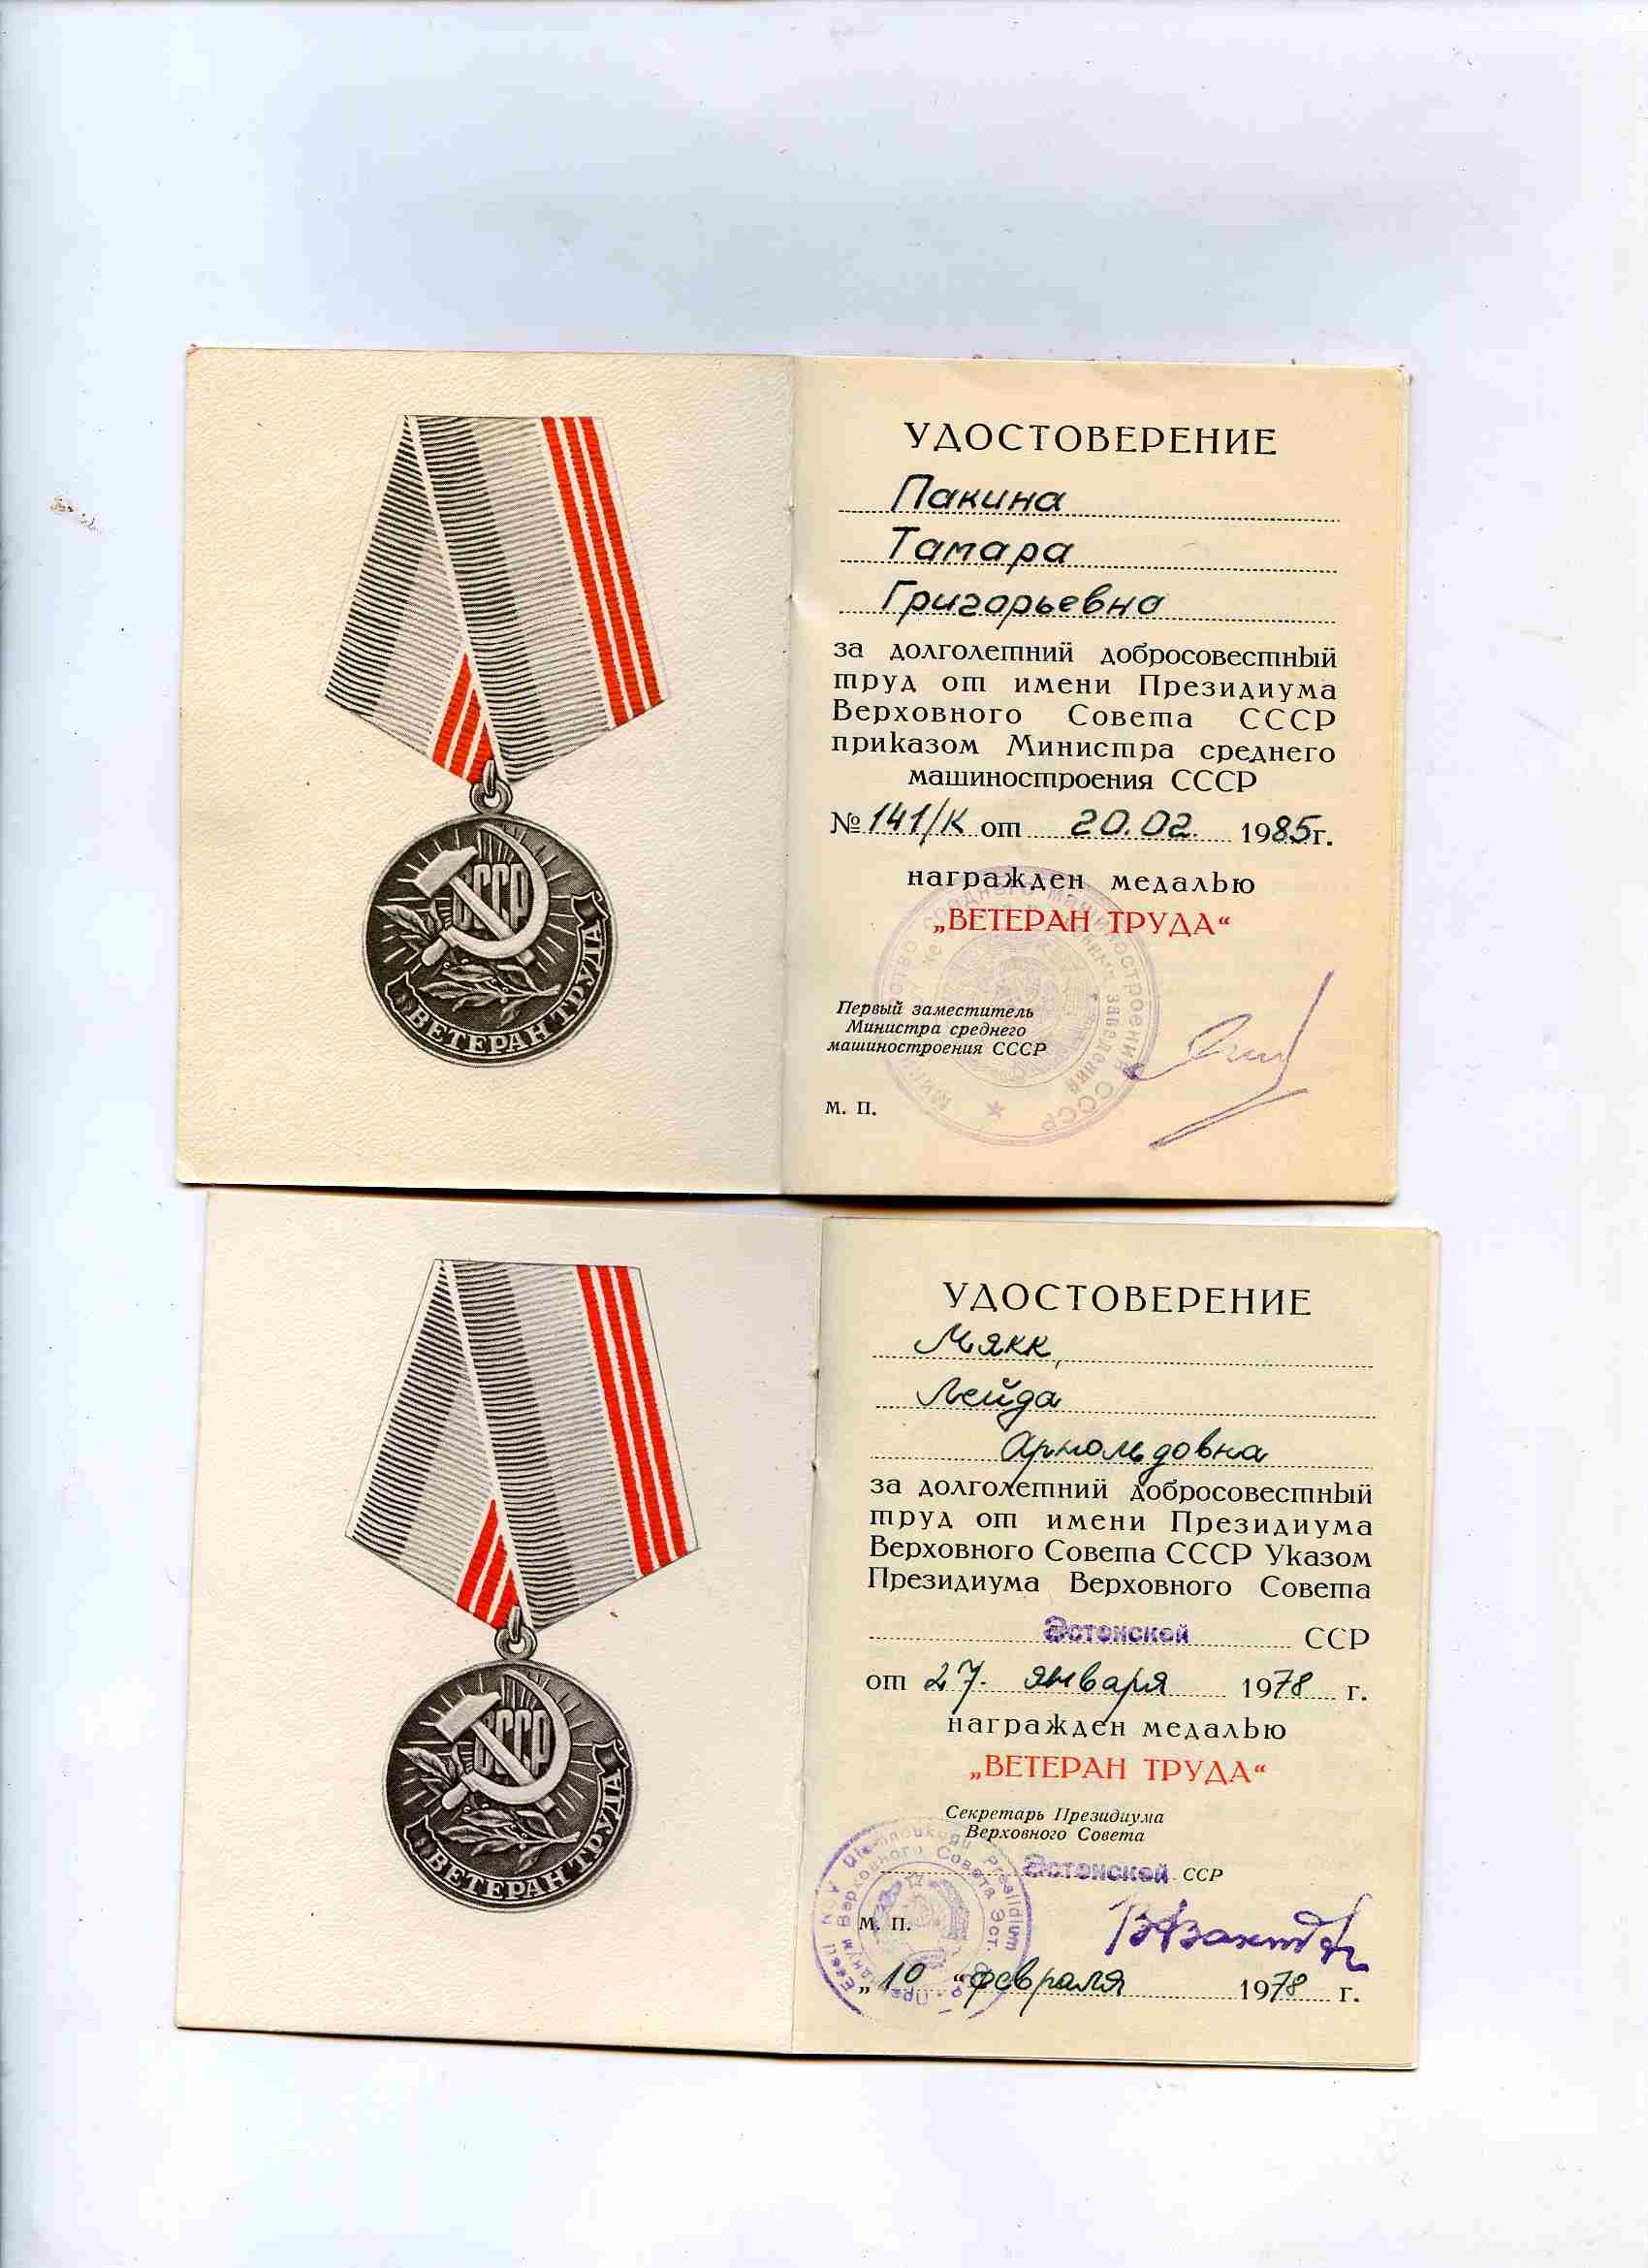 СССР
ВЕТЕРАН ТРУДА
УДОСТОВЕРЕНИЕ
Пакина
Тамара
Григорьевна
за долголетний добросовестный
труд от имени Президиума
Верховного Совета СССР
приказом Министра среднего
машиностроения СССР
№ 141/К от 20.02. 1985г.
награжден медалью
„ВЕТЕРАН ТРУДА“
Первый заместитель
Министра среднего
машиностроения СССР
М. П.
СССР
ВЕТЕРАН ТРУДА
УДОСТОВЕРЕНИЕ
Мякк,
Лейда
Арнольдовна
за долголетний добросовестный
труд от имени Президиума
Верховного Совета СССР Указом
Президиума Верховного Совета
Эстонской ССР
от 27. января 1978 г.
награжден медалью
„ВЕТЕРАН ТРУДА“
Секретарь Президиума
Верховного Совета
Эстонской ССР
М. П.
„10“ февраля 1978 г.